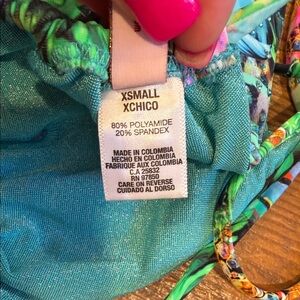 XSMALL
XCHICO
80% POLYAMIDE
20% SPANDEX
MADE IN COLOMBIA
HECHO EN COLOMBIA
FABRIQUE AUX COLOMBIA
C.A 25832
RN 97850
CARE ON REVERSE
CUIDADO AL DORSO